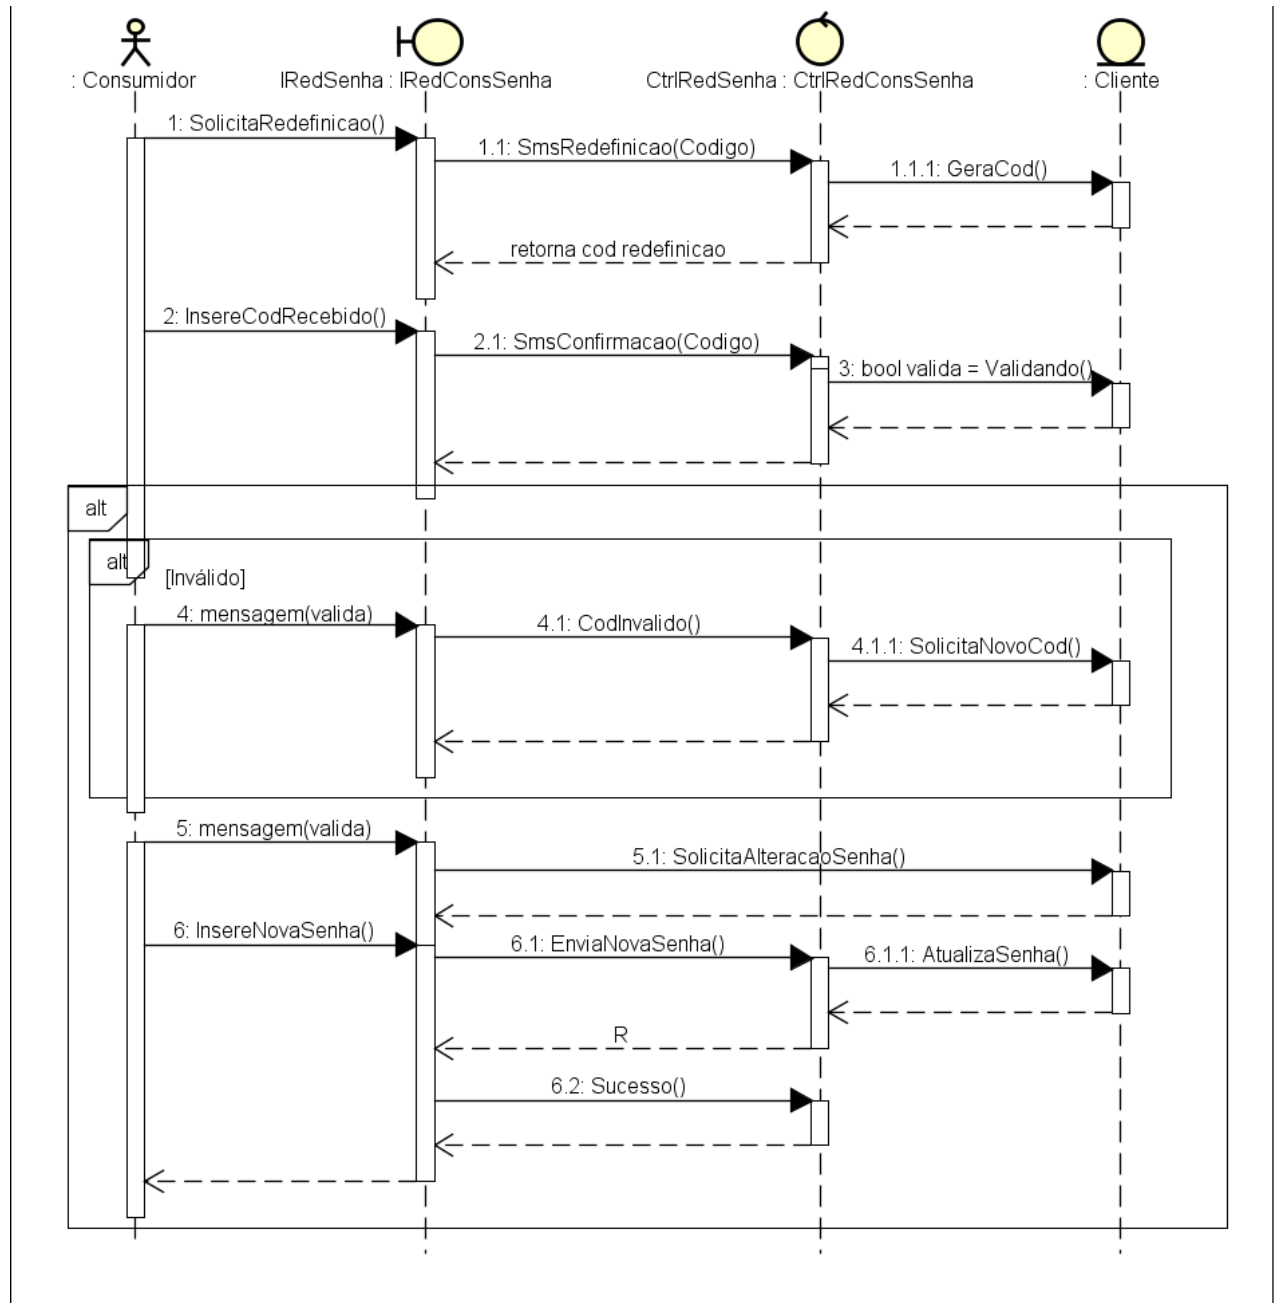 : Consumidor
IRedSenha : IRedConsSenha
CtrlRedSenha : CtrlRedConsSenha
: Cliente
1: SolicitaRedefinicao()
1.1: SmsRedefinicao(Codigo)
1.1.1: GeraCod()
retorna cod redefinicao
2: InsereCodRecebido()
2.1: SmsConfirmacao(Codigo)
3: bool valida = Validando()
alt
alt
[Inválido]
4: mensagem(valida)
4.1: CodInvalido()
4.1.1: SolicitaNovoCod()
5: mensagem(valida)
5.1: SolicitaAlteracaoSenha()
6: InsereNovaSenha()
6.1: EnviaNovaSenha()
6.1.1: AtualizaSenha()
R
6.2: Sucesso()